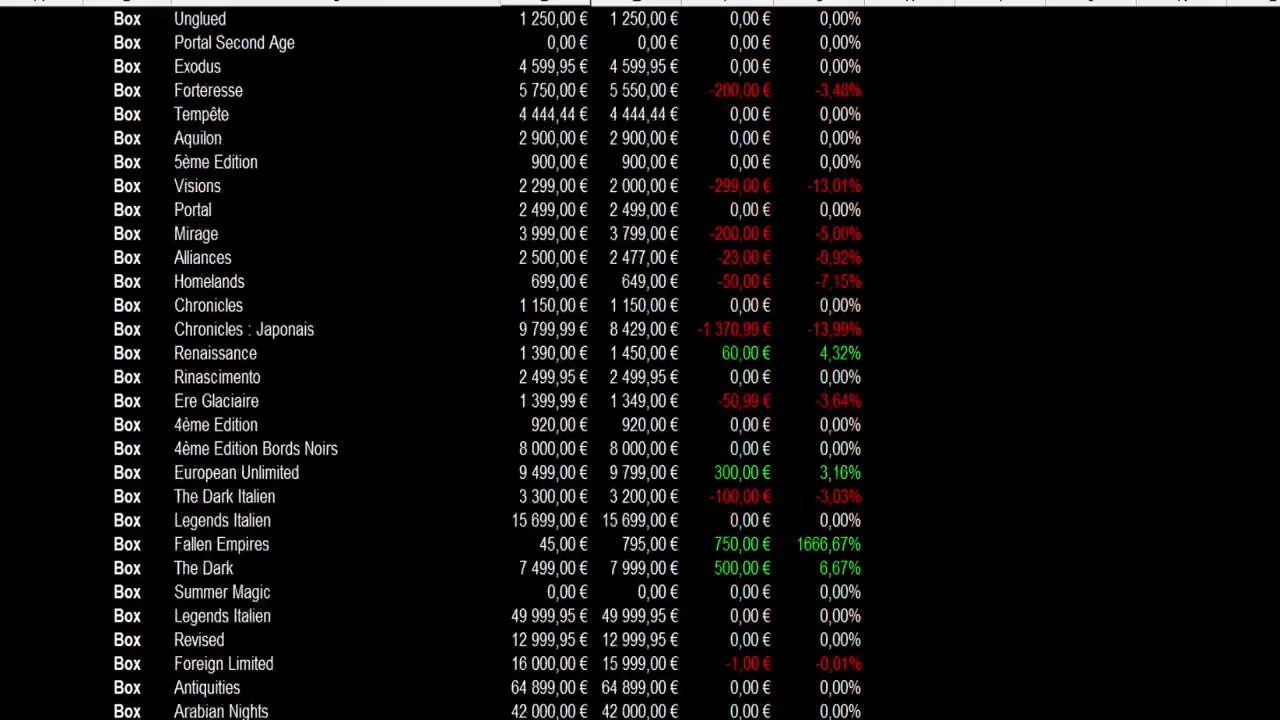 Box Unglued 1 250,00 € 1 250,00 € 0,00 € 0,00%
Box Portal Second Age 0,00 € 0,00 € 0,00 € 0,00%
Box Exodus 4 599,95 € 4 599,95 € 0,00 € 0,00%
Box Forteresse 5 750,00 € 5 550,00 € -200,00 € -3,48%
Box Tempête 4 444,44 € 4 444,44 € 0,00 € 0,00%
Box Aquilon 2 900,00 € 2 900,00 € 0,00 € 0,00%
Box 5ème Edition 900,00 € 900,00 € 0,00 € 0,00%
Box Visions 2 299,00 € 2 000,00 € -299,00 € -13,01%
Box Portal 2 499,00 € 2 499,00 € 0,00 € 0,00%
Box Mirage 3 999,00 € 3 799,00 € -200,00 € -5,00%
Box Alliances 2 500,00 € 2 477,00 € -23,00 € -0,92%
Box Homelands 699,00 € 649,00 € -50,00 € -7,15%
Box Chronicles 1 150,00 € 1 150,00 € 0,00 € 0,00%
Box Chronicles : Japonais 9 799,99 € 8 429,00 € -1 370,99 € -13,99%
Box Renaissance 1 390,00 € 1 450,00 € 60,00 € 4,32%
Box Rinascimento 2 499,95 € 2 499,95 € 0,00 € 0,00%
Box Ere Glaciaire 1 399,99 € 1 349,00 € -50,99 € -3,64%
Box 4ème Edition 920,00 € 920,00 € 0,00 € 0,00%
Box 4ème Edition Bords Noirs 8 000,00 € 8 000,00 € 0,00 € 0,00%
Box European Unlimited 9 499,00 € 9 799,00 € 300,00 € 3,16%
Box The Dark Italien 3 300,00 € 3 200,00 € -100,00 € -3,03%
Box Legends Italien 15 699,00 € 15 699,00 € 0,00 € 0,00%
Box Fallen Empires 45,00 € 795,00 € 750,00 € 1666,67%
Box The Dark 7 499,00 € 7 999,00 € 500,00 € 6,67%
Box Summer Magic 0,00 € 0,00 € 0,00 € 0,00%
Box Legends Italien 49 999,95 € 49 999,95 € 0,00 € 0,00%
Box Revised 12 999,95 € 12 999,95 € 0,00 € 0,00%
Box Foreign Limited 16 000,00 € 15 999,00 € -1,00 € -0,01%
Box Antiquities 64 899,00 € 64 899,00 € 0,00 € 0,00%
Box Arabian Nights 42 000,00 € 42 000,00 € 0,00 € 0,00%